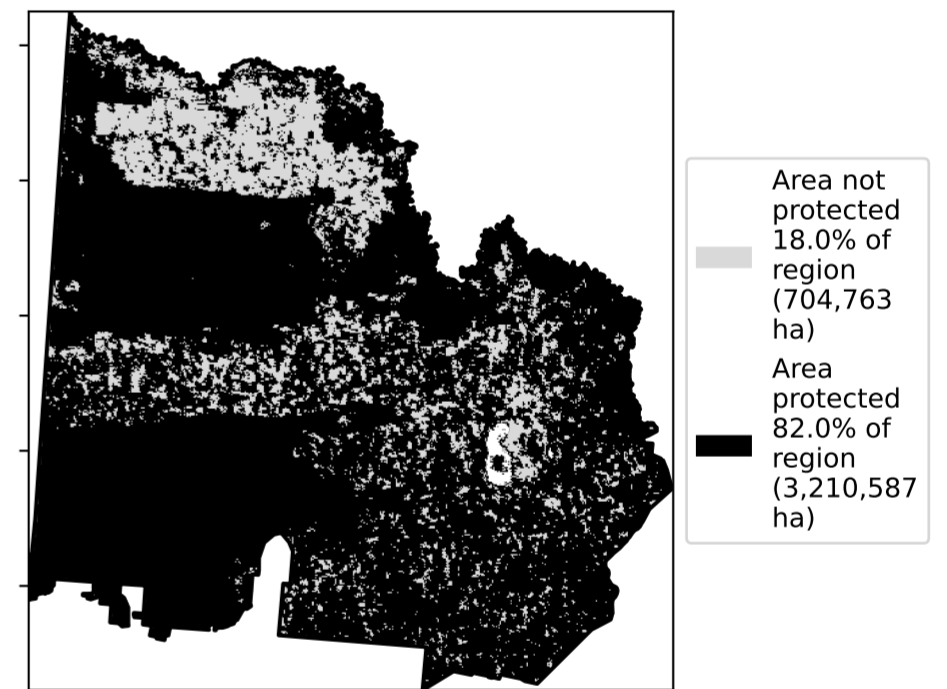 Area not
protected
18.0% of
region
(704,763
ha)
Area
protected
82.0% of
region
(3,210,587
ha)